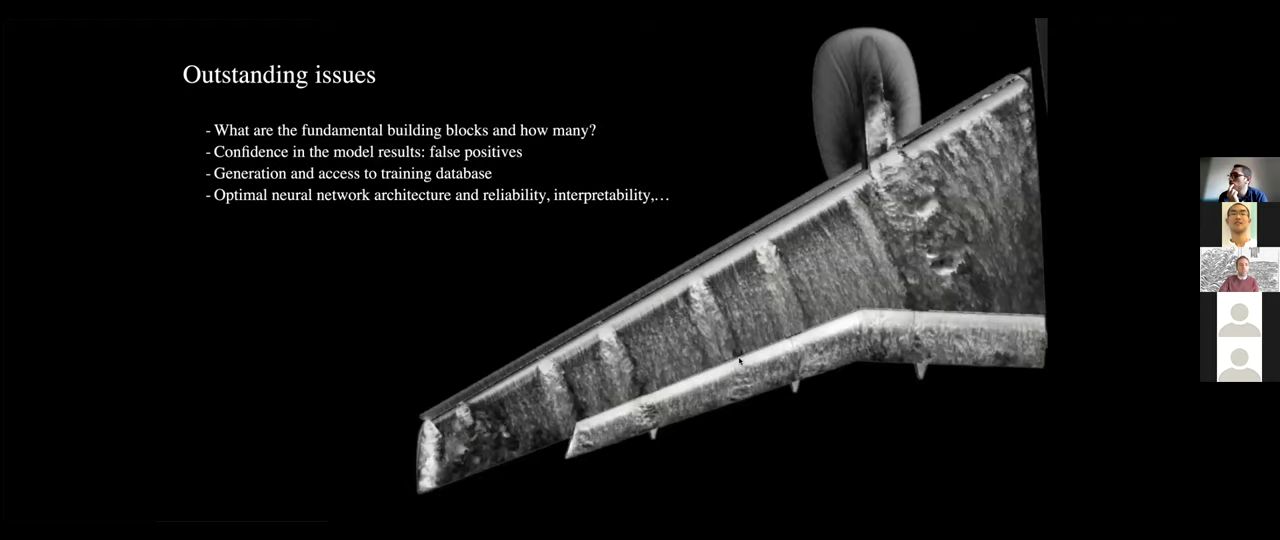 Outstanding issues
- What are the fundamental building blocks and how many?
- Confidence in the model results: false positives
- Generation and access to training database
- Optimal neural network architecture and reliability, interpretability,…